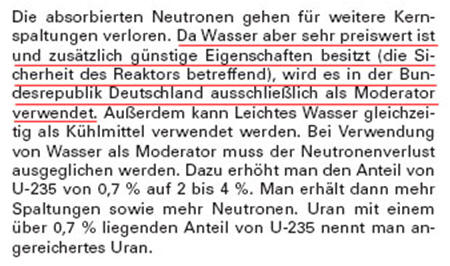 Die absorbierten Neutronen gehen für weitere Kern-
spaltungen verloren. Da Wasser aber sehr preiswert ist
und zusätzlich günstige Eigenschaften besitzt (die Si-
cherheit des Reaktors betreffend), wird es in der Bun-
desrepublik Deutschland ausschließlich als Moderator
verwendet. Außerdem kann Leichtes Wasser gleichzei-
tig als Kühlmittel verwendet werden. Bei Verwendung
von Wasser als Moderator muss der Neutronenverlust
ausgeglichen werden. Dazu erhöht man den Anteil von
U-235 von 0,7 % auf 2 bis 4 %. Man erhält dann mehr
Spaltungen sowie mehr Neutronen. Uran mit einem
über 0,7 % liegenden Anteil von U-235 nennt man an-
gereichertes Uran.